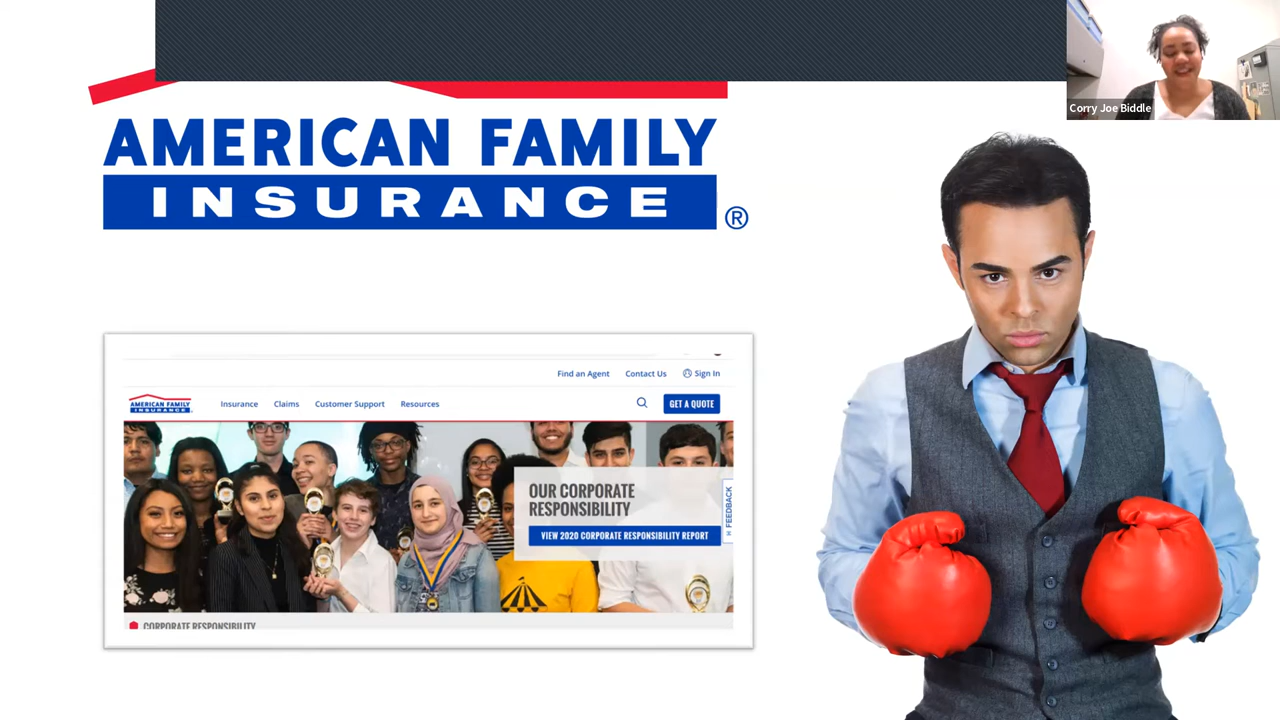 Corry Joe Biddle
AMERICAN FAMILY
INSURANCE ®
Find an Agent Contact Us Sign In
AMERICAN FAMILY
INSURANCE
Insurance Claims Customer Support Resources GET A QUOTE
OUR CORPORATE
RESPONSIBILITY
VIEW 2020 CORPORATE RESPONSIBILITY REPORT
FEEDBACK
CORPORATE RESPONSIBILITY